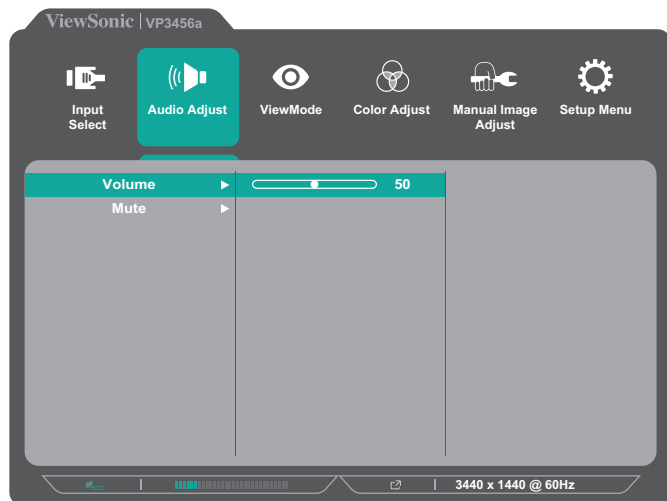 ViewSonic | VP3456a
Input Select
Audio Adjust
ViewMode
Color Adjust
Manual Image Adjust
Setup Menu
Volume
50
Mute
eco
3440 x 1440 @ 60Hz